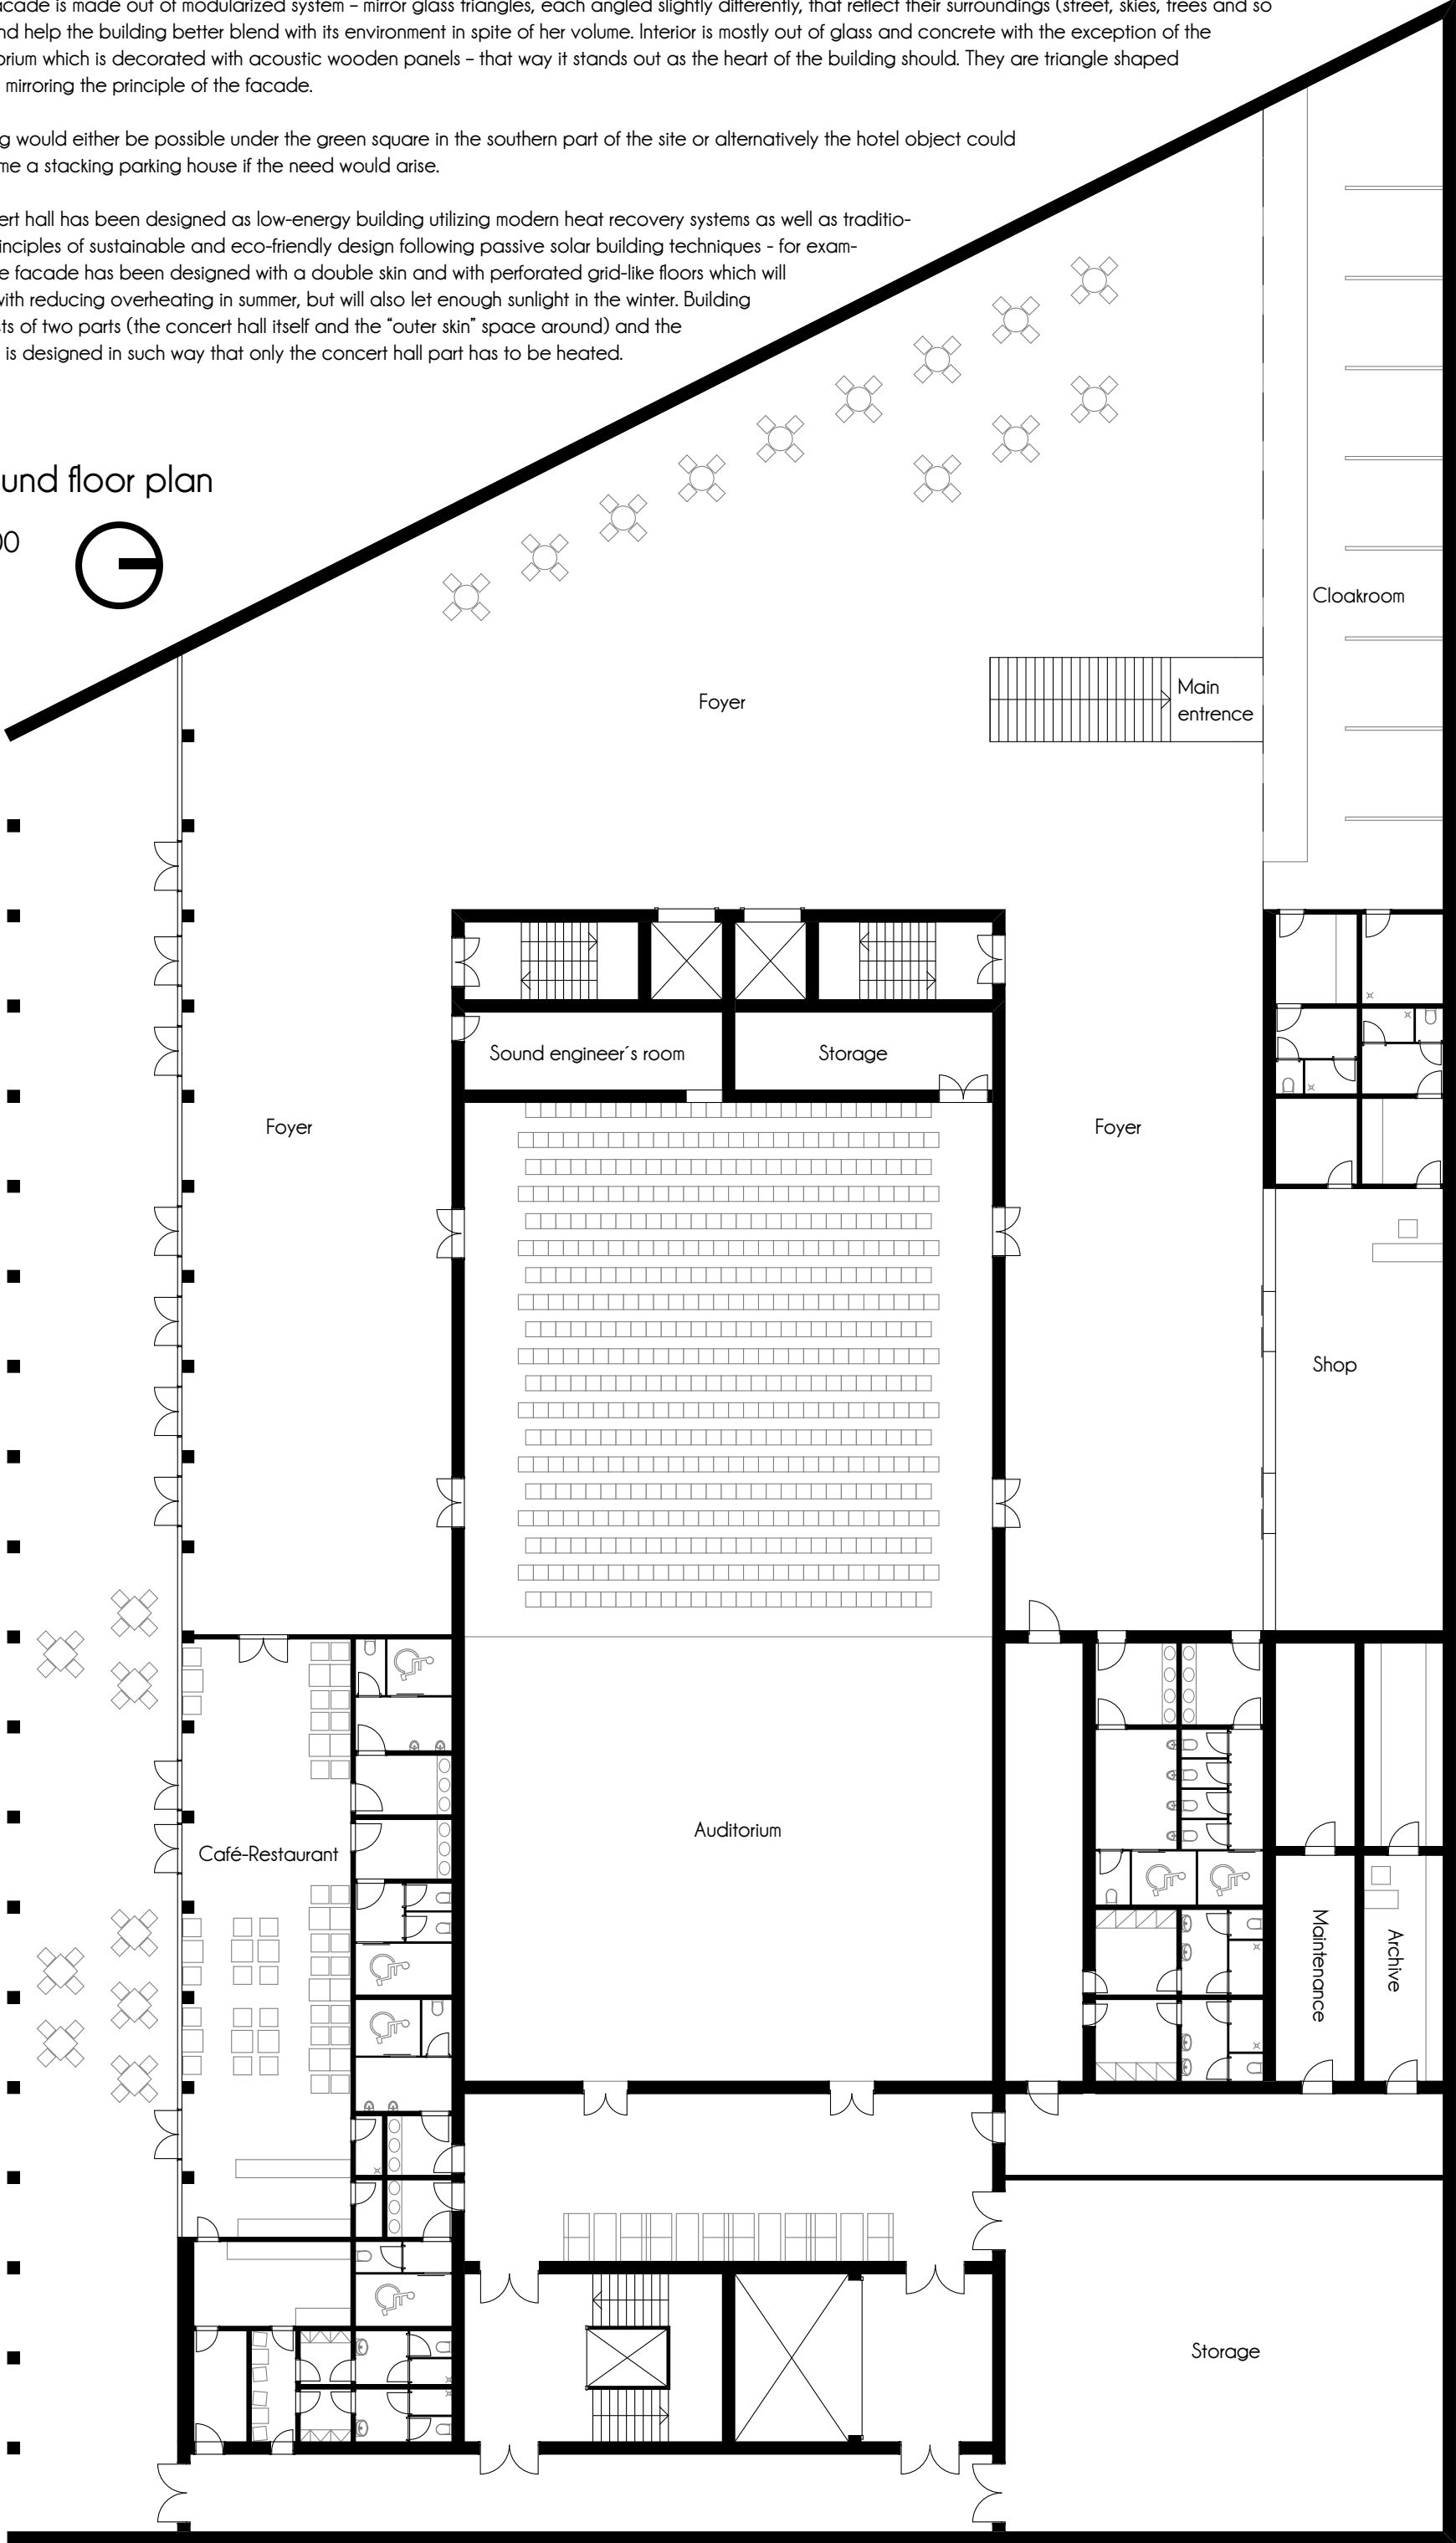 acade is made out of modularized system – mirror glass triangles, each angled slightly differently, that reflect their surroundings (street, skies, trees and so
nd help the building better blend with its environment in spite of her volume. Interior is mostly out of glass and concrete with the exception of the
orium which is decorated with acoustic wooden panels – that way it stands out as the heart of the building should. They are triangle shaped
mirroring the principle of the facade.
g would either be possible under the green square in the southern part of the site or alternatively the hotel object could
me a stacking parking house if the need would arise.
ert hall has been designed as low-energy building utilizing modern heat recovery systems as well as traditio-
inciples of sustainable and eco-friendly design following passive solar building techniques - for exam-
e facade has been designed with a double skin and with perforated grid-like floors which will
with reducing overheating in summer, but will also let enough sunlight in the winter. Building
sts of two parts (the concert hall itself and the “outer skin” space around) and the
is designed in such way that only the concert hall part has to be heated.
und floor plan
00
Cloakroom
Main
entrence
Foyer
Sound engineer´s room
Storage
Foyer
Foyer
Shop
Auditorium
Café-Restaurant
Maintenance
Archive
Storage